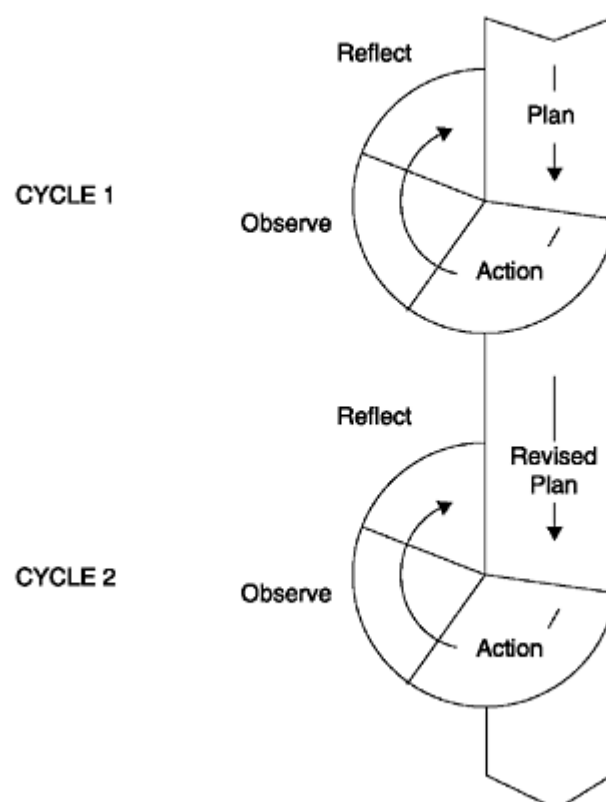 Reflect
Plan
CYCLE 1
Observe
Action
Reflect
Revised
Plan
CYCLE 2
Observe
Action